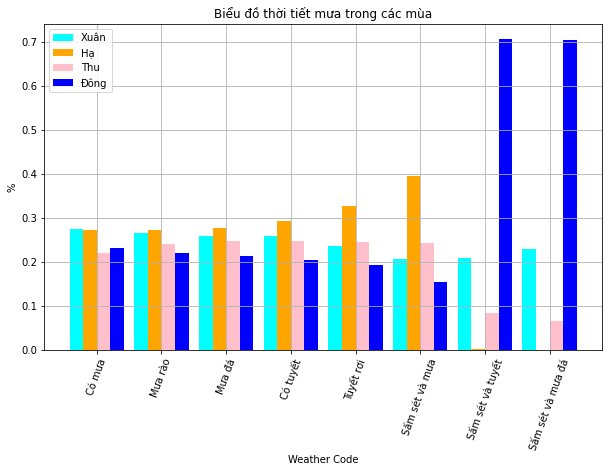 Biểu đồ thời tiết mưa trong các mùa
Xuân
Hạ
Thu
Đông
%
0.7
0.6
0.5
0.4
0.3
0.2
0.1
0.0
Có mưa
Mưa rào
Mưa đá
Có tuyết
Tuyết rơi
Sấm sét và mưa
Sấm sét và tuyết
Sấm sét và mưa đá
Weather Code